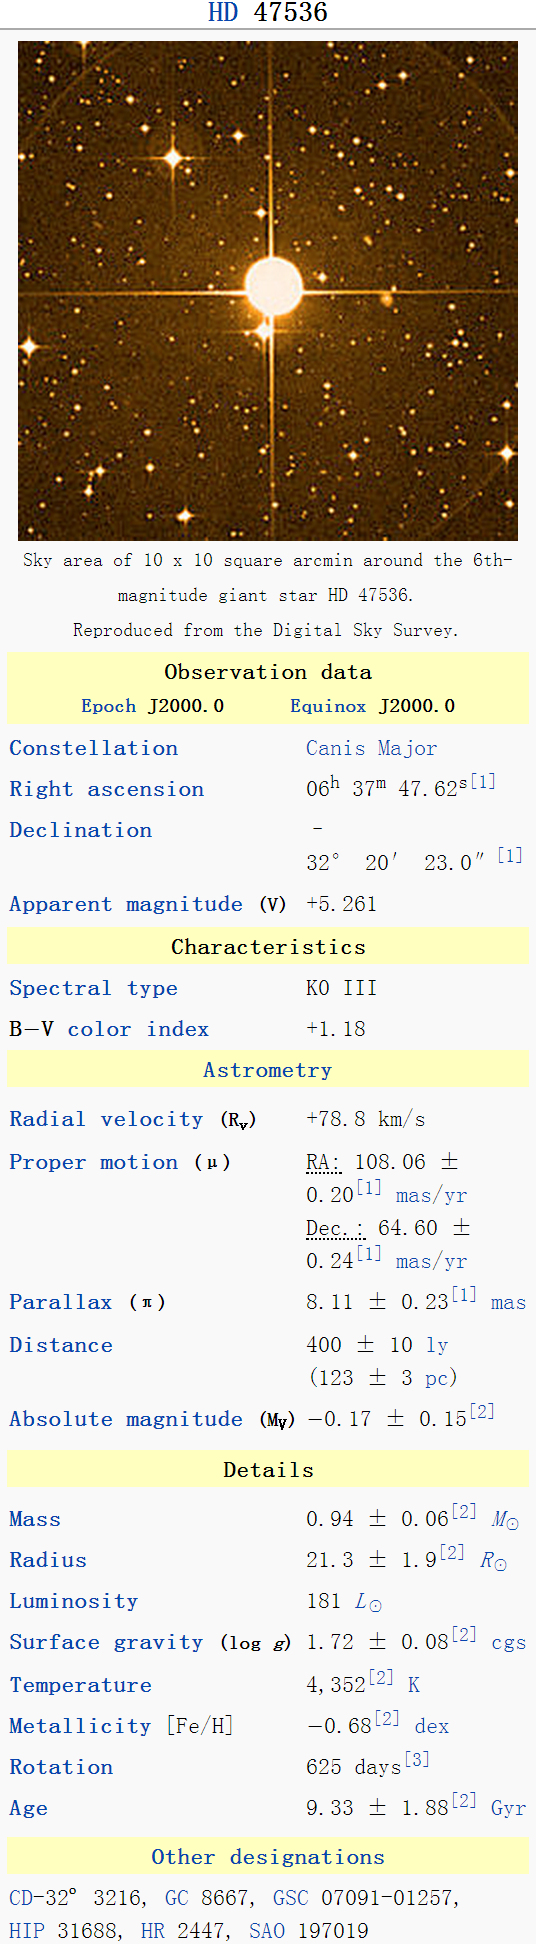 HD 47536
Sky area of 10 x 10 square arcmin around the 6th-
magnitude giant star HD 47536.
Reproduced from the Digital Sky Survey.
Observation data
Epoch J2000.0 Equinox J2000.0
Constellation Canis Major
Right ascension 06h 37m 47.62s[1]
Declination −
32° 20′ 23.0″ [1]
Apparent magnitude (V) +5.261
Characteristics
Spectral type K0 III
B−V color index +1.18
Astrometry
Radial velocity (Rv) +78.8 km/s
Proper motion (μ) RA: 108.06 ±
0.20[1] mas/yr
Dec.: 64.60 ±
0.24[1] mas/yr
Parallax (π) 8.11 ± 0.23[1] mas
Distance 400 ± 10 ly
(123 ± 3 pc)
Absolute magnitude (MV) −0.17 ± 0.15[2]
Details
Mass 0.94 ± 0.06[2] M☉
Radius 21.3 ± 1.9[2] R☉
Luminosity 181 L☉
Surface gravity (log g) 1.72 ± 0.08[2] cgs
Temperature 4,352[2] K
Metallicity [Fe/H] −0.68[2] dex
Rotation 625 days[3]
Age 9.33 ± 1.88[2] Gyr
Other designations
CD-32° 3216, GC 8667, GSC 07091-01257,
HIP 31688, HR 2447, SAO 197019